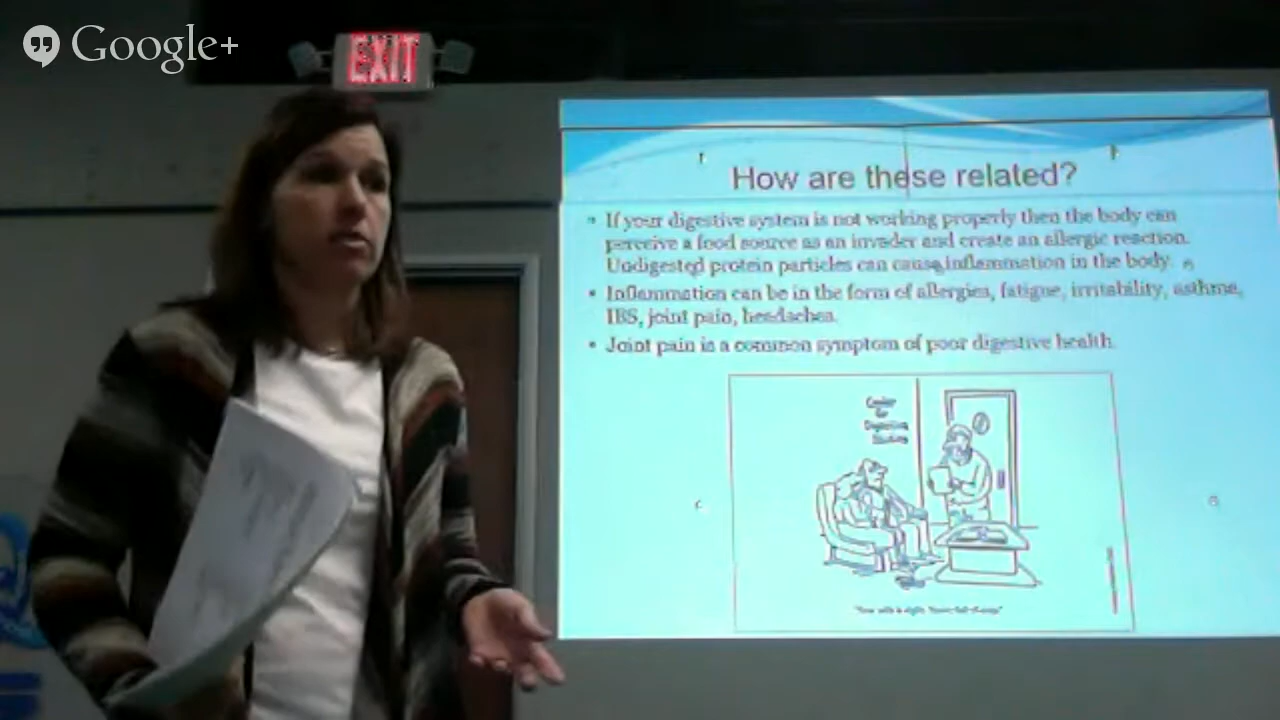 Google+
EXIT
How are these related?
If your digestive system is not working properly then the body can
perceive a food source as an invader and create an allergic reaction.
Undigested protein particles can cause inflammation in the body.
Inflammation can be in the form of allergies, fatigue, irritability, asthma,
IBS, joint pain, headaches.
Joint pain is a common symptom of poor digestive health.
Center
for
Digestive